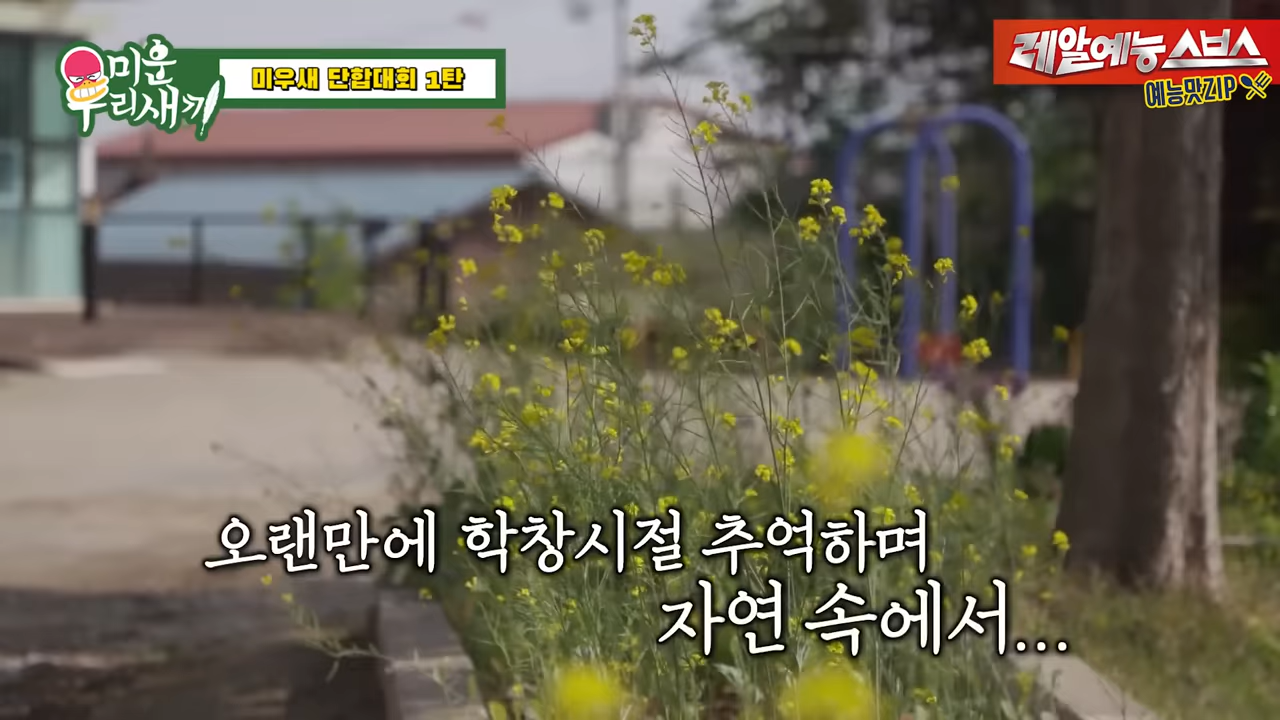 미운
우리새끼
미우새 단합대회 1탄
레알예능 스브스
예능맛ZIP
오랜만에 학창시절 추억하며
자연 속에서...